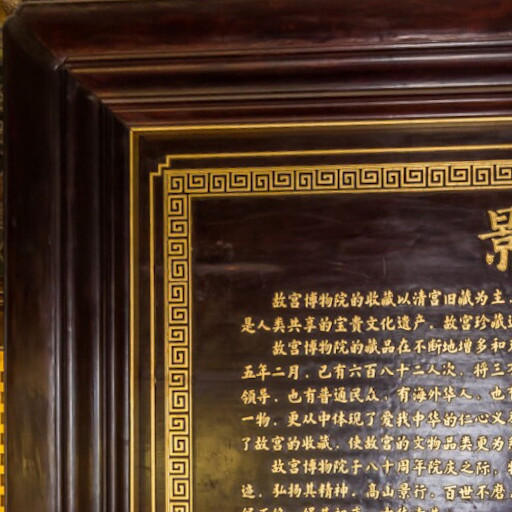 景
故宫博物院的收藏以清宫旧藏为主
是人类共享的宝贵文化遗产，故宫珍藏
故宫博物院的藏品在不断地增多和
五年二月，已有六百八十二人次，将三
领导，也有普通民众，有海外华人，也
一物，更从中体现了爱我中华的仁心义
了故宫的收藏，使故宫的文物品类更为
故宫博物院于八十周年院庆之际，
迹，弘扬其精神，高山景行，百世不磨